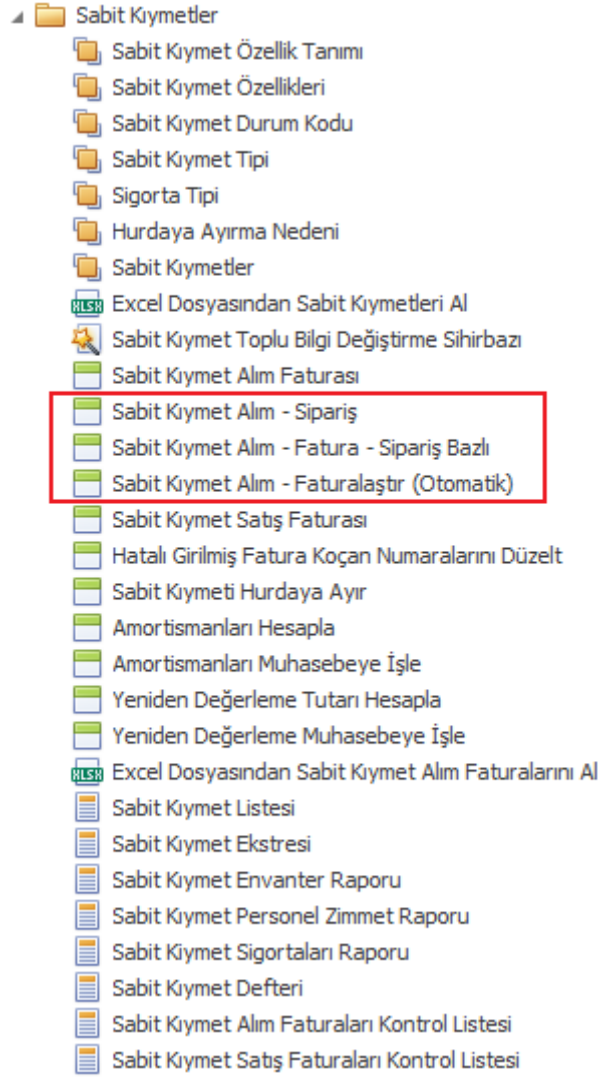 Sabit Kıymetler
Sabit Kıymet Özellik Tanımı
Sabit Kıymet Özellikleri
Sabit Kıymet Durum Kodu
Sabit Kıymet Tipi
Sigorta Tipi
Hurdaya Ayırma Nedeni
Sabit Kıymetler
XLSX Excel Dosyasından Sabit Kıymetleri Al
Sabit Kıymet Toplu Bilgi Değiştirme Sihirbazı
Sabit Kıymet Alım Faturası
Sabit Kıymet Alım - Sipariş
Sabit Kıymet Alım - Fatura - Sipariş Bazlı
Sabit Kıymet Alım - Faturalaştır (Otomatik)
Sabit Kıymet Satış Faturası
Hatalı Girilmiş Fatura Koçan Numaralarını Düzelt
Sabit Kıymeti Hurdaya Ayır
Amortismanları Hesapla
Amortismanları Muhasebeye İşle
Yeniden Değerleme Tutarı Hesapla
Yeniden Değerleme Muhasebeye İşle
XLSX Excel Dosyasından Sabit Kıymet Alım Faturalarını Al
Sabit Kıymet Listesi
Sabit Kıymet Ekstresi
Sabit Kıymet Envanter Raporu
Sabit Kıymet Personel Zimmet Raporu
Sabit Kıymet Sigortaları Raporu
Sabit Kıymet Defteri
Sabit Kıymet Alım Faturaları Kontrol Listesi
Sabit Kıymet Satış Faturaları Kontrol Listesi